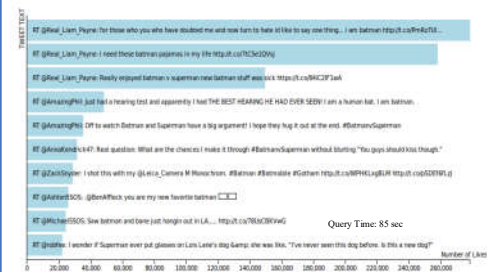 TWEET TEXT
RT @Real_Liam_Payne: for those who you who have doubted me and now turn to hate id like to say one thing... I am batman
RT @Real_Liam_Payne: I need these batman pajamas in my life
RT @Real_Liam_Payne: Really enjoyed batman v superman new batman stuff was sick
RT @AmazingPhil: Just had a hearing test and apparently I had THE BEST HEARING HE HAD EVER SEEN! I am a human bat. I am batman.
RT @AmazingPhil: Off to watch Batman and Superman have a big argument! I hope they hug it out at the end. #BatmanvSuperman
RT @AnnaKendrick47: Real question: What are the chances I make it through #BatmanvSuperman without blurting "You guys should kiss though."
RT @ZackSnyder: I shot this with my @Leica_Camera M Monochrom. #Batman #Batmobile #Gotham
RT @Ashton5SOS: .@BenAffleck you are my new favorite batman
RT @Michael5SOS: Saw batman and bane just hangin out in LA....
I wonder if Superman ever put glasses on Lois Lane's dog &amp; she was like, "I've never seen this dog before. Is this a new dog?"
Query Time: 85 sec
Number of Likes
0 20,000 40,000 60,000 80,000 100,000 120,000 140,000 160,000 180,000 200,000 220,000 240,000 260,000